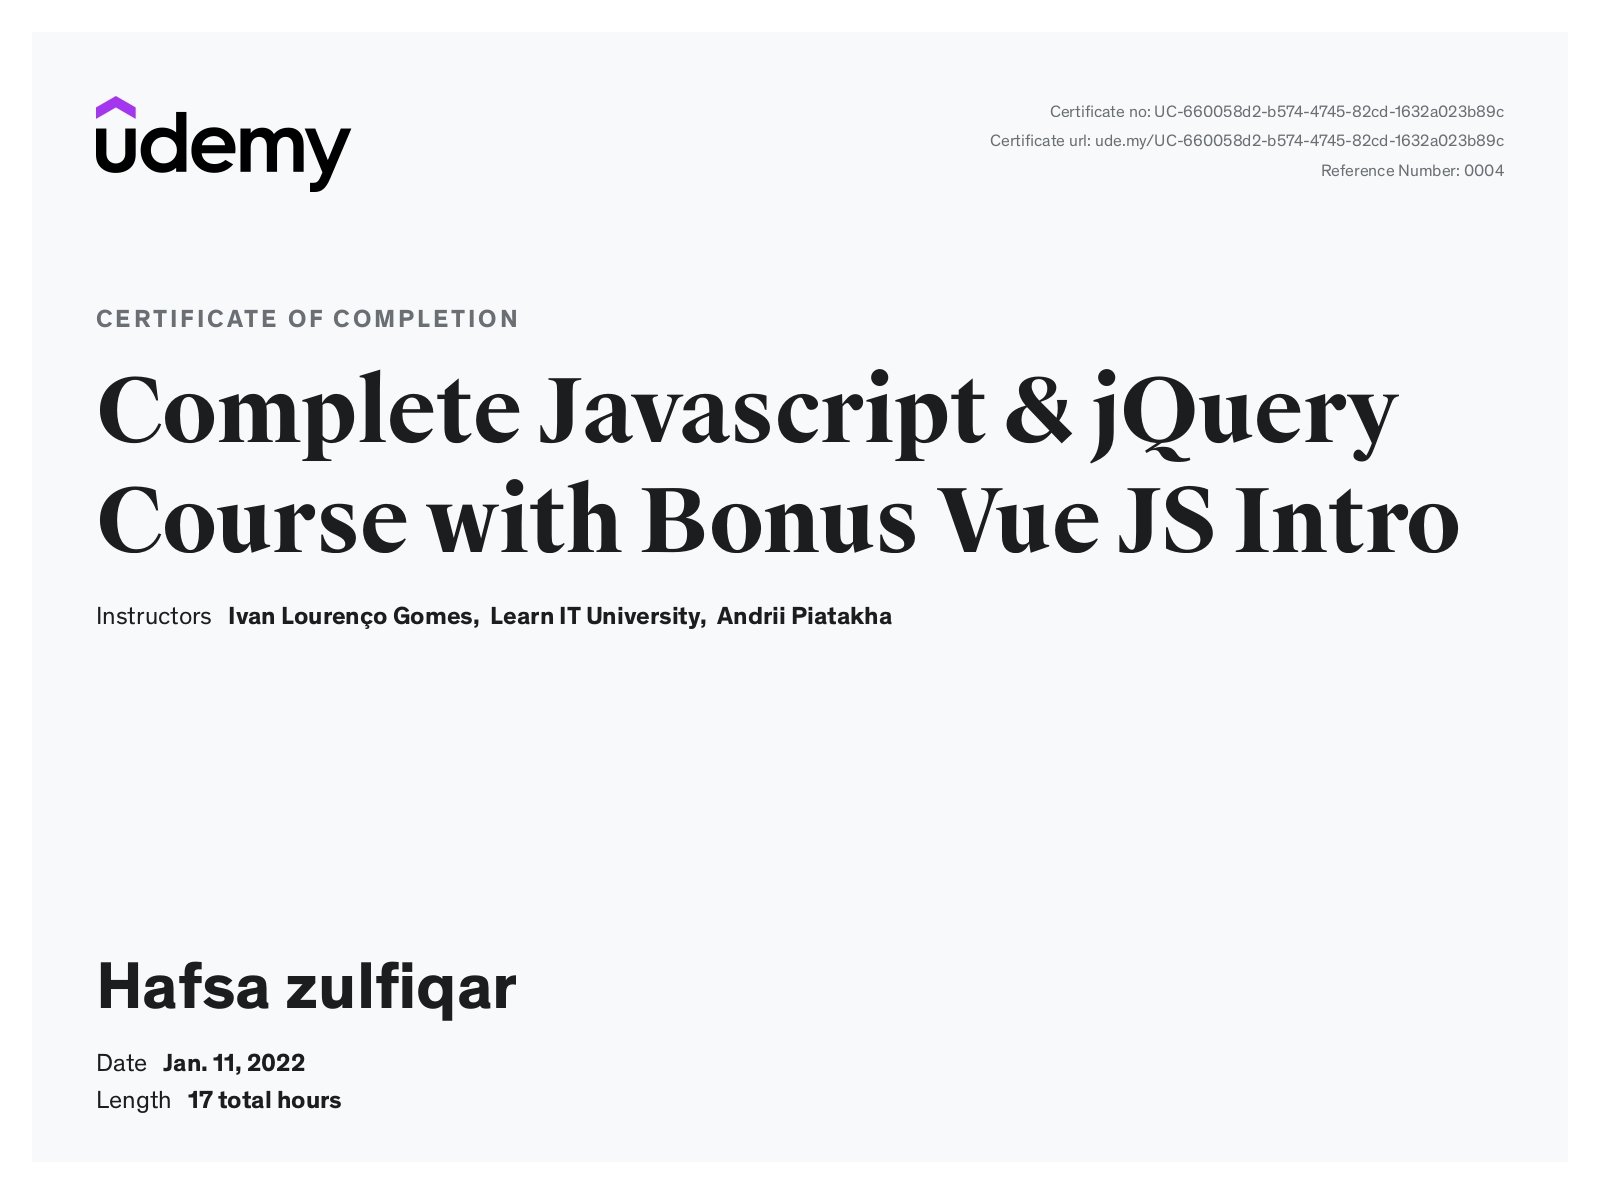 udemy
Certificate no: UC-660058d2-b574-4745-82cd-1632a023b89c
Certificate url: ude.my/UC-660058d2-b574-4745-82cd-1632a023b89c
Reference Number: 0004
CERTIFICATE OF COMPLETION
Complete Javascript & jQuery
Course with Bonus Vue JS Intro
Instructors Ivan Lourenço Gomes, Learn IT University, Andrii Piatakha
Hafsa zulfiqar
Date Jan. 11, 2022
Length 17 total hours